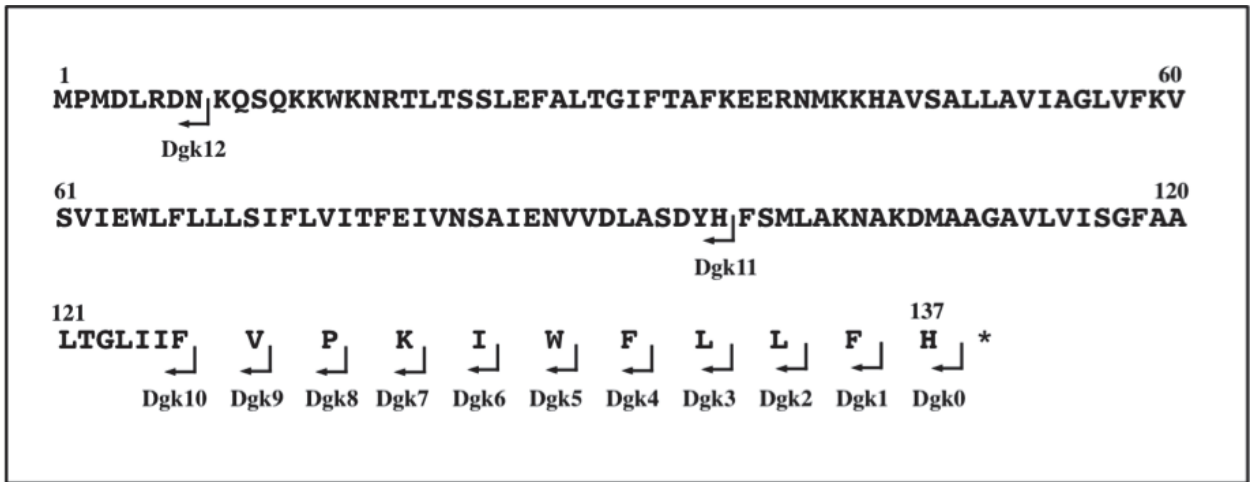 1 60
MPMDLRDNKQSQKKWKNRTLTSSLEFALTGIFTAFKEERNMKKHAVSALLAVIAGLVFKV
Dgk12
61 120
SVIEWLFLLLSIFLVITFEIVNSAIENVVDLASDYHFSMLAKNAKDMAAGAVLVISGFAA
Dgk11
121 137
LTGLIIF V P K I W F L L F H *
Dgk10 Dgk9 Dgk8 Dgk7 Dgk6 Dgk5 Dgk4 Dgk3 Dgk2 Dgk1 Dgk0